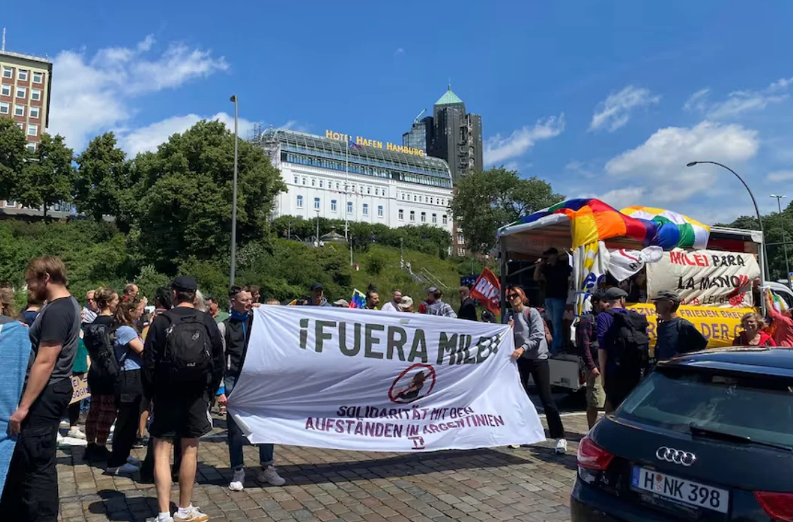 HOTEL HAFEN HAMBURG
¡FUERA MILEI!
SOLIDARITÄT MIT DEN
AUFSTÄNDEN IN ARGENTINIEN
MILEI PARA
LA MANO
FRIEDEN
DER
H NK 398